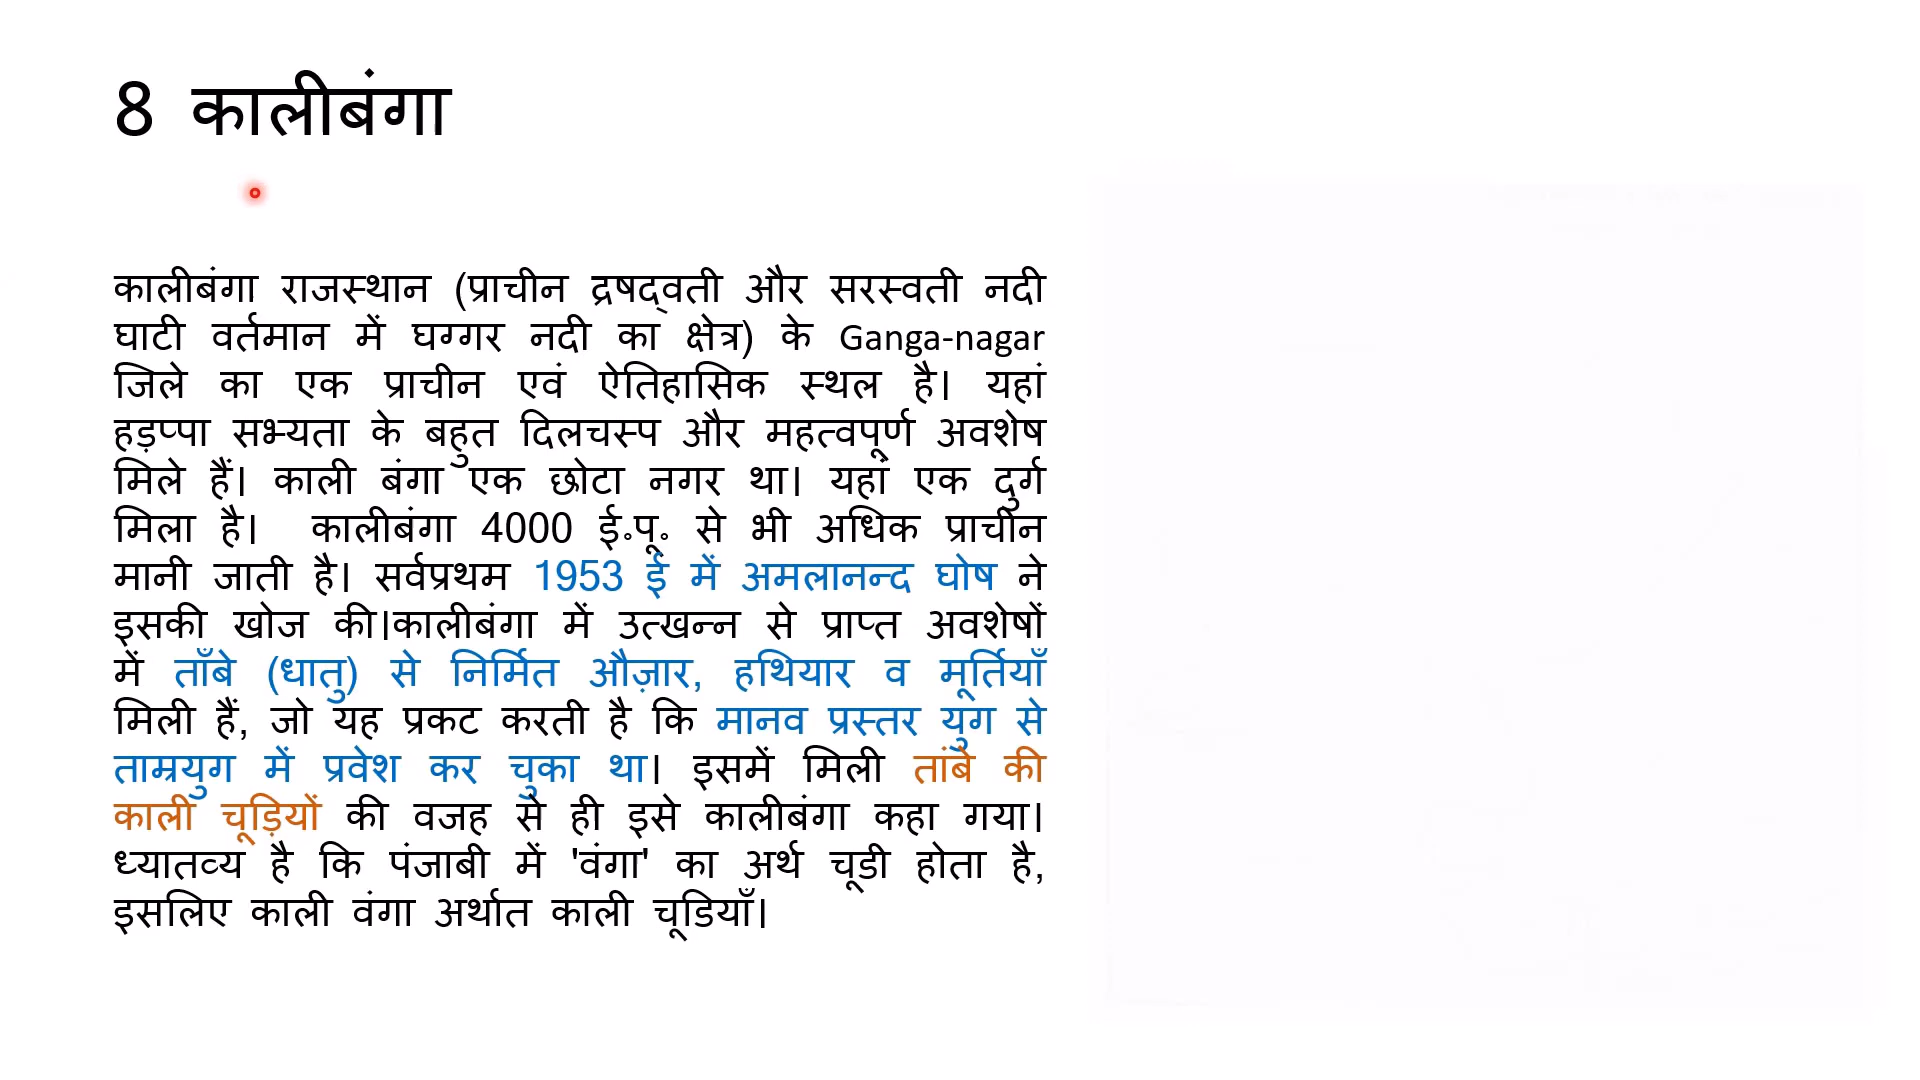 8 कालीबंगा
कालीबंगा राजस्थान (प्राचीन द्रषद्वती और सरस्वती नदी
घाटी वर्तमान में घग्गर नदी का क्षेत्र) के Ganga-nagar
जिले का एक प्राचीन एवं ऐतिहासिक स्थल है। यहां
हड़प्पा सभ्यता के बहुत दिलचस्प और महत्वपूर्ण अवशेष
मिले हैं। काली बंगा एक छोटा नगर था। यहां एक दुर्ग
मिला है। कालीबंगा 4000 ई॰पू॰ से भी अधिक प्राचीन
मानी जाती है। सर्वप्रथम 1953 ई में अमलानन्द घोष ने
इसकी खोज की।कालीबंगा में उत्खन्न से प्राप्त अवशेषों
में ताँबे (धातु) से निर्मित औज़ार, हथियार व मूर्तियाँ
मिली हैं, जो यह प्रकट करती है कि मानव प्रस्तर युग से
ताम्रयुग में प्रवेश कर चुका था। इसमें मिली तांबे की
काली चूड़ियों की वजह से ही इसे कालीबंगा कहा गया।
ध्यातव्य है कि पंजाबी में 'वंगा' का अर्थ चूडी होता है,
इसलिए काली वंगा अर्थात काली चूडियाँ।